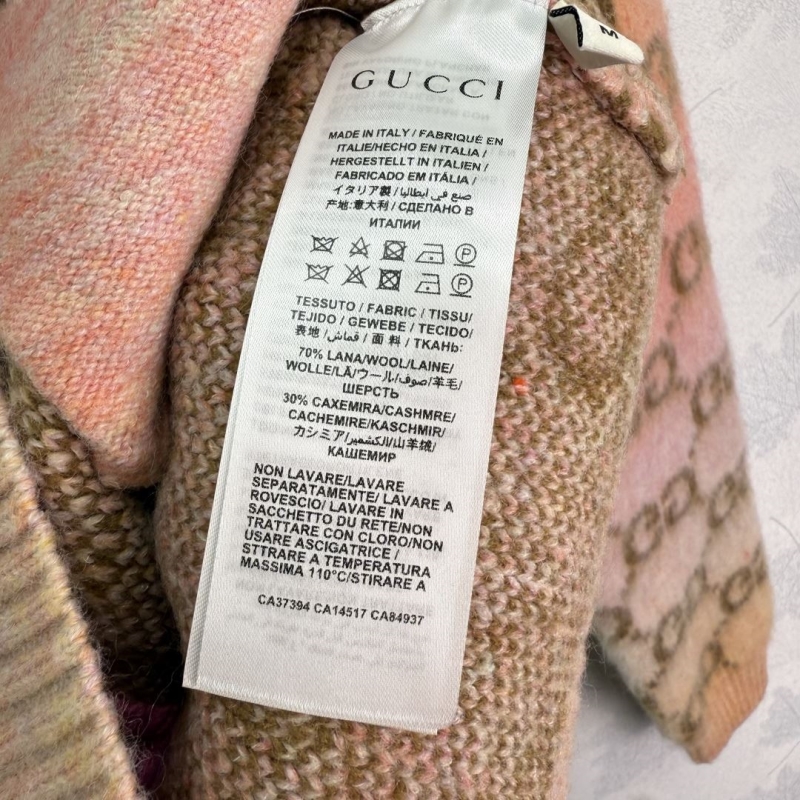 GUCCI
M
MADE IN ITALY / FABRIQUÉ EN
ITALIE/HECHO EN ITALIA /
HERGESTELLT IN ITALIEN /
FABRICADO EM ITÁLIA /
イタリア製 / صنع في ايطاليا /
产地:意大利 / СДЕЛАНО В
ИТАЛИИ
P
P
TESSUTO / FABRIC / TISSU/
TEJIDO / GEWEBE / TECIDO/
表地 / قماش / 面 料 / ТКАНЬ:
70% LANA/WOOL/LAINE/
WOLLE/LÃ/ウール/صوف/羊毛/
ШЕРСТЬ
30% CAXEMIRA/CASHMRE/
CACHEMIRE/KASCHMIR/
カシミア/الكشمير/山羊绒/
КАШЕМИР
NON LAVARE/LAVARE
SEPARATAMENTE/ LAVARE A
ROVESCIO/ LAVARE IN
SACCHETTO DU RETE/NON
TRATTARE CON CLORO/NON
USARE ASCIGATRICE /
STTRARE A TEMPERATURA
MASSIMA 110°C/STIRARE A
CA37394 CA14517 CA84937